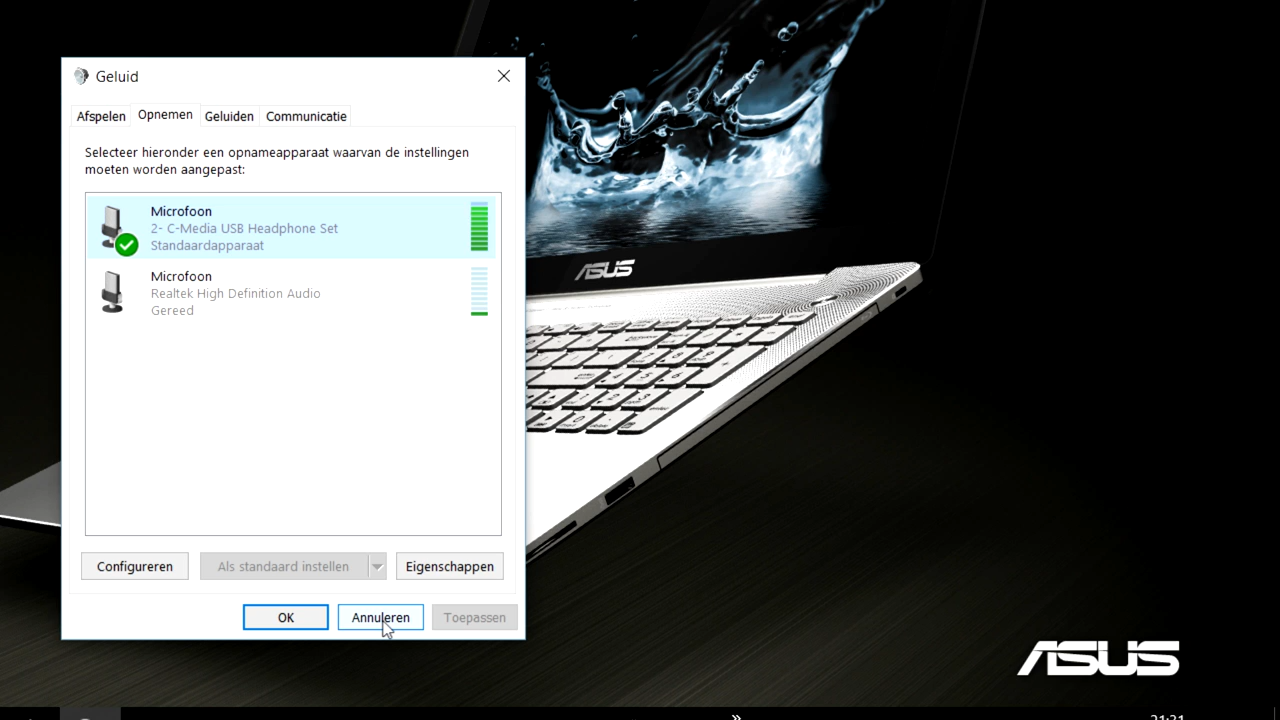 Geluid
Afspelen Opnemen Geluiden Communicatie
Selecteer hieronder een opnameapparaat waarvan de instellingen
moeten worden aangepast:
Microfoon
2- C-Media USB Headphone Set
Standaardapparaat
Microfoon
Realtek High Definition Audio
Gereed
Configureren Als standaard instellen Eigenschappen
OK Annuleren Toepassen
ASUS
ASUS